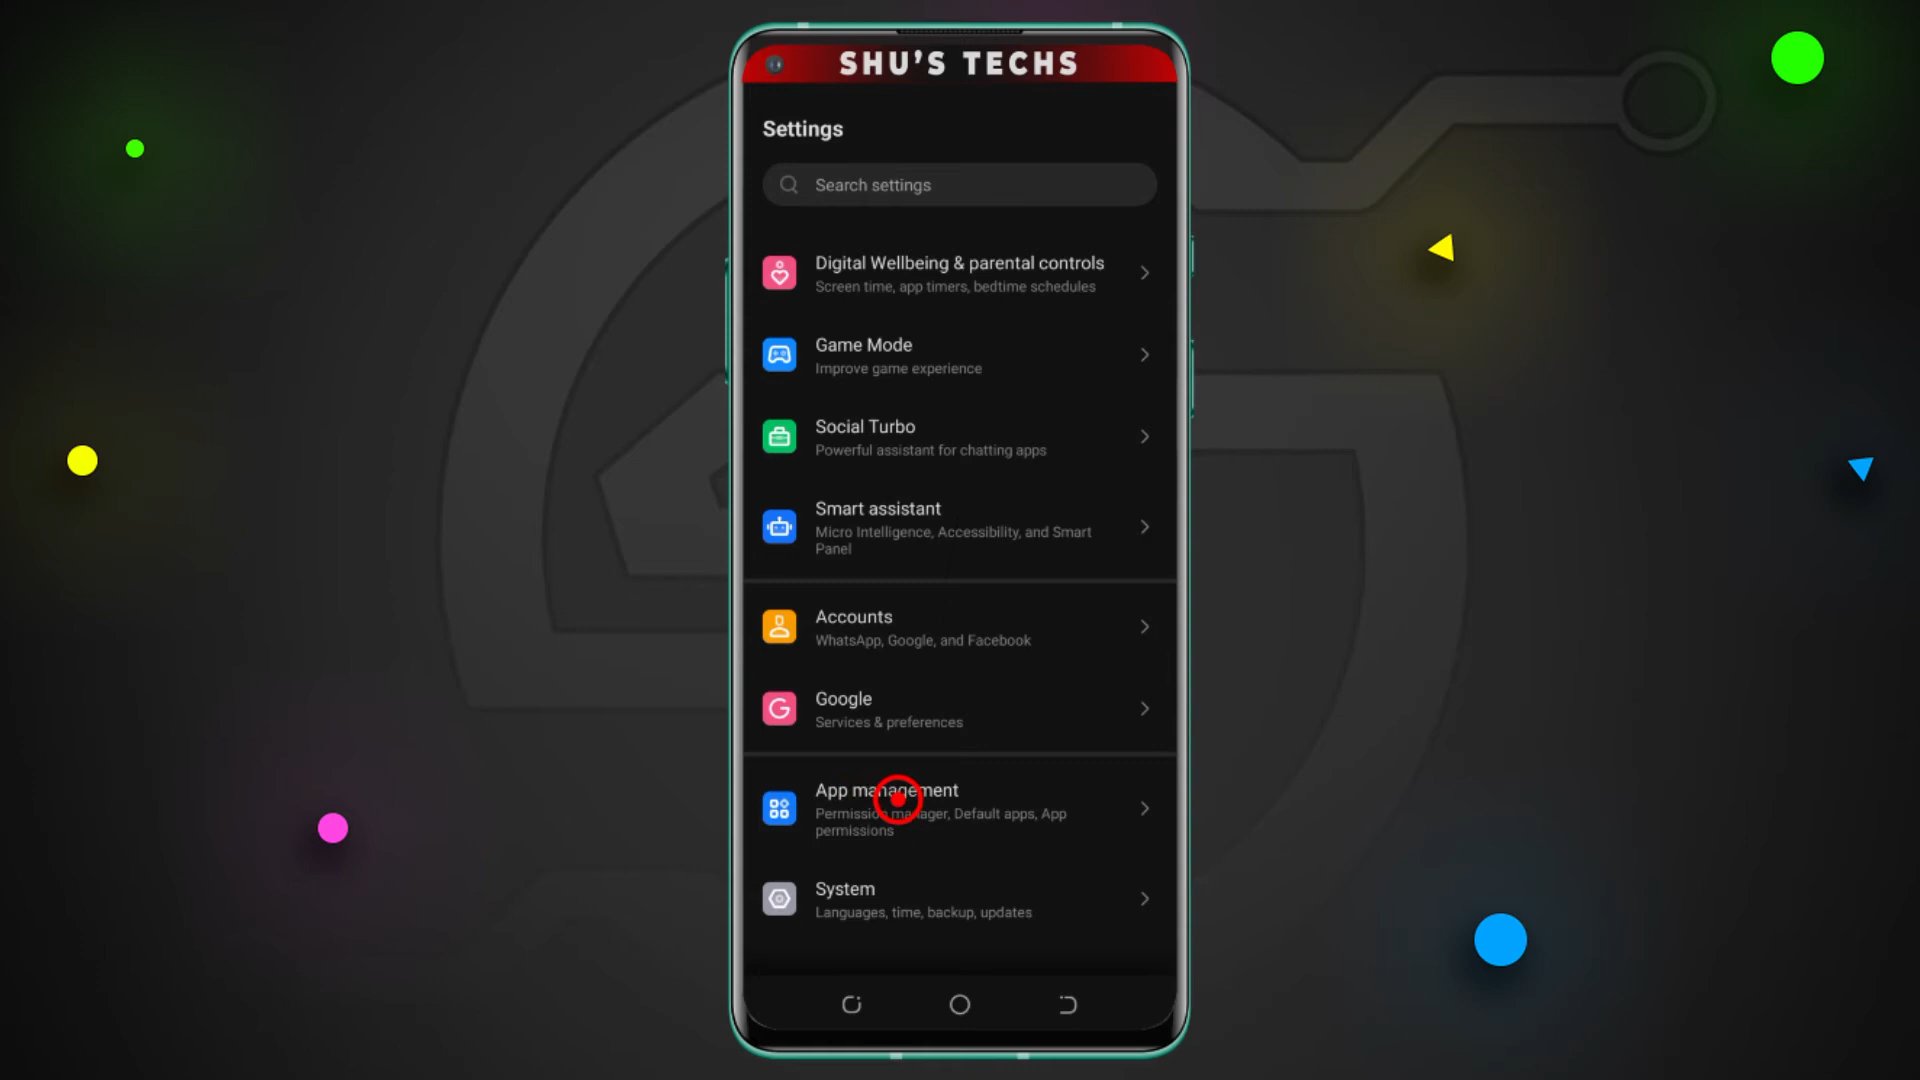 SHU'S TECHS
Settings
Search settings
Digital Wellbeing & parental controls
Screen time, app timers, bedtime schedules
Game Mode
Improve game experience
Social Turbo
Powerful assistant for chatting apps
Smart assistant
Micro Intelligence, Accessibility, and Smart
Panel
Accounts
WhatsApp, Google, and Facebook
Google
Services & preferences
App management
Permission manager, Default apps, App
permissions
System
Languages, time, backup, updates